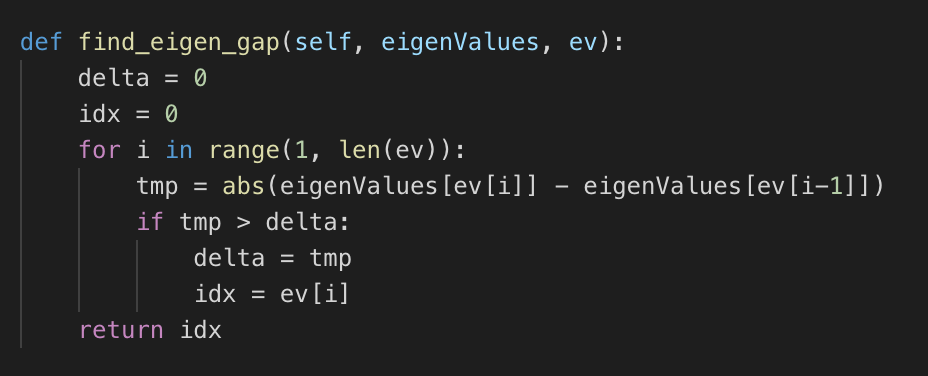 def find_eigen_gap(self, eigenValues, ev):
    delta = 0
    idx = 0
    for i in range(1, len(ev)):
        tmp = abs(eigenValues[ev[i]] - eigenValues[ev[i-1]])
        if tmp > delta:
            delta = tmp
            idx = ev[i]
    return idx